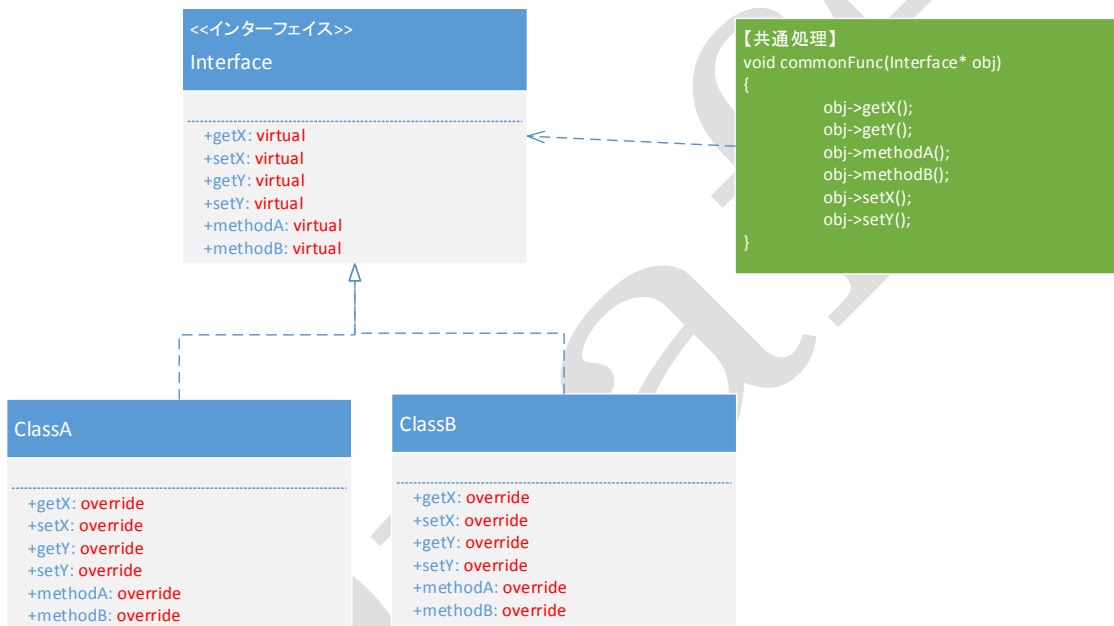 <<インターフェイス>>
Interface
+getX: virtual
+setX: virtual
+getY: virtual
+setY: virtual
+methodA: virtual
+methodB: virtual
【共通処理】
void commonFunc(Interface* obj)
{
obj->getX();
obj->getY();
obj->methodA();
obj->methodB();
obj->setX();
obj->setY();
}
ClassA
+getX: override
+setX: override
+getY: override
+setY: override
+methodA: override
+methodB: override
ClassB
+getX: override
+setX: override
+getY: override
+setY: override
+methodA: override
+methodB: override